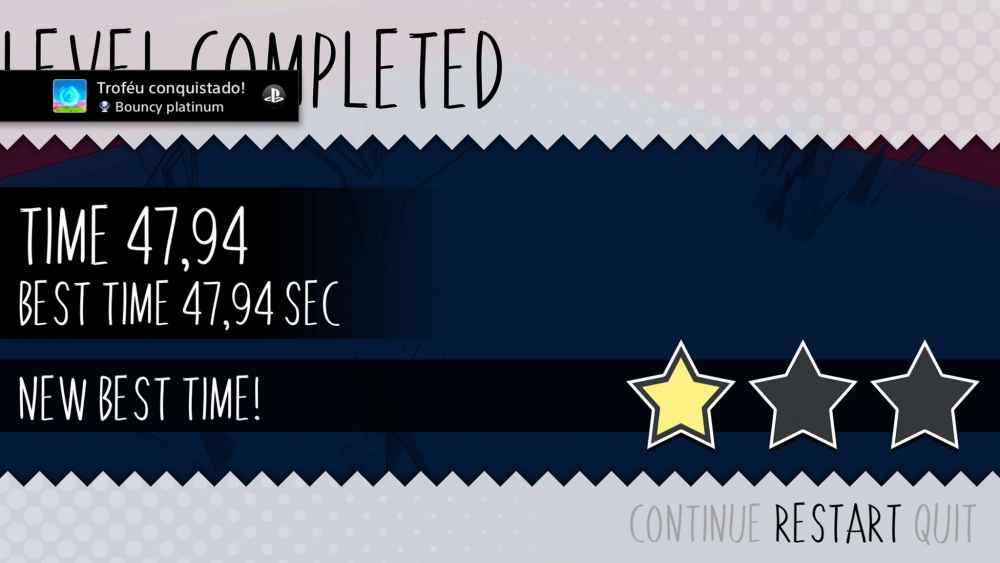 LEVEL COMPLETED
Troféu conquistado!
Bouncy platinum
TIME 47,94
BEST TIME 47,94 SEC
NEW BEST TIME!
CONTINUE RESTART QUIT